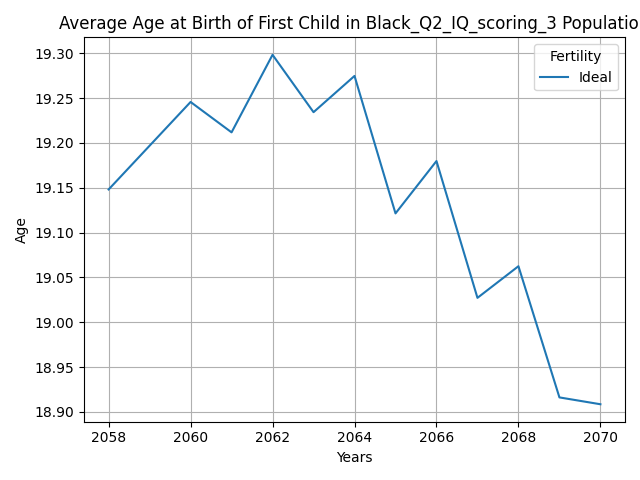 Average Age at Birth of First Child in Black_Q2_IQ_scoring_3 Populatio
Fertility
Ideal
19.30
19.25
19.20
19.15
19.10
19.05
19.00
18.95
18.90
Age
2058 2060 2062 2064 2066 2068 2070
Years